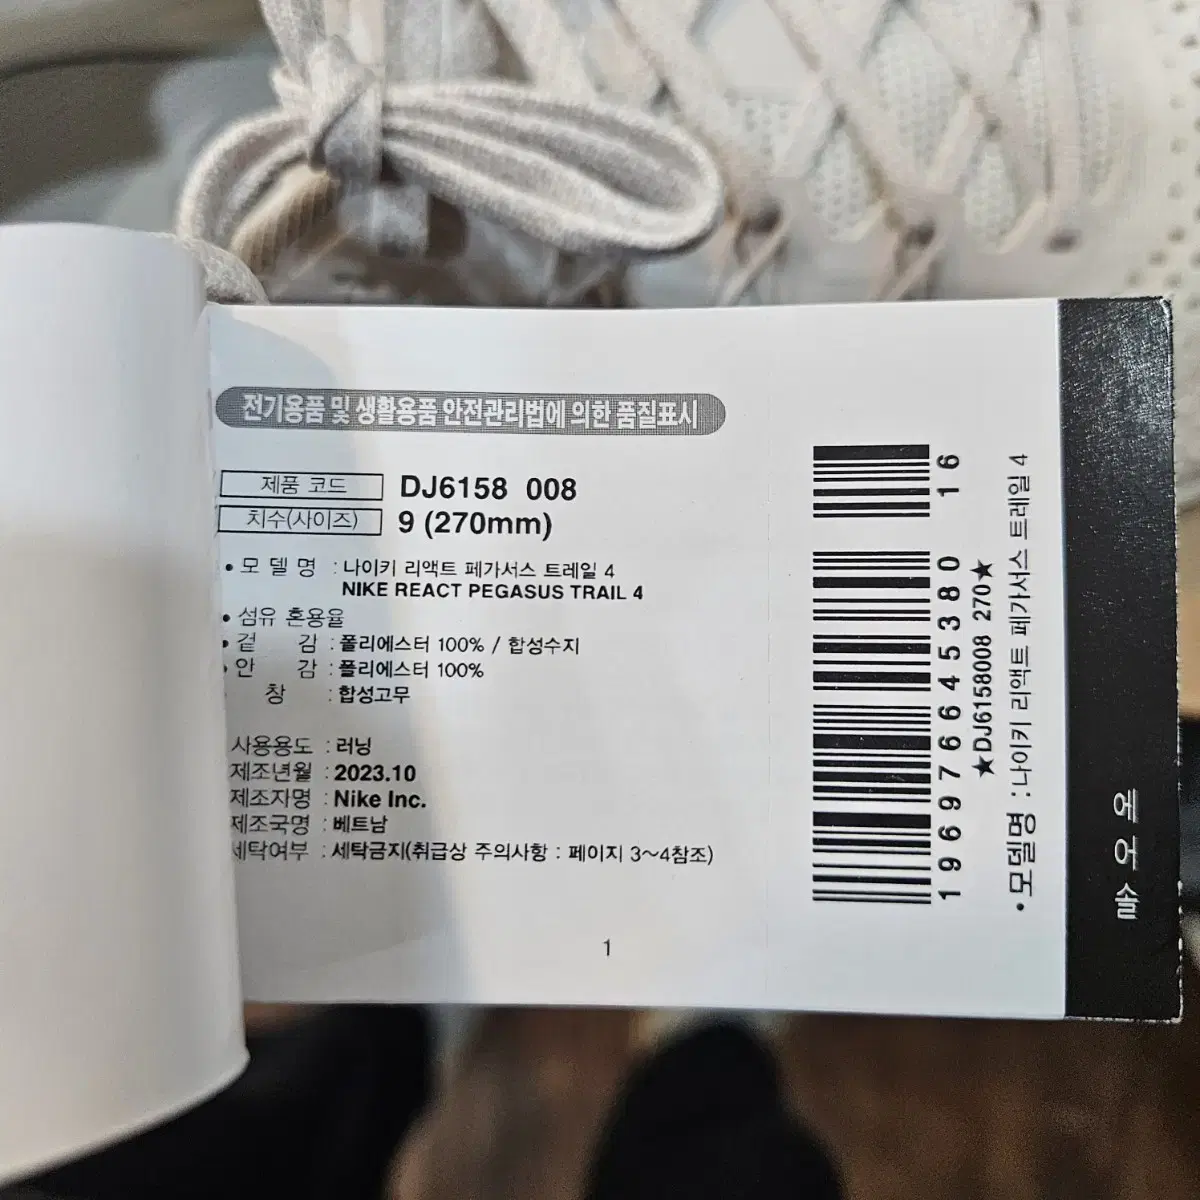 전기용품 및 생활용품 안전관리법에 의한 품질표시
제품 코드 DJ6158 008
치수(사이즈) 9 (270mm)
• 모 델 명 : 나이키 리액트 페가서스 트레일 4
NIKE REACT PEGASUS TRAIL 4
• 섬유 혼용율
• 겉 감 : 폴리에스터 100% / 합성수지
• 안 감 : 폴리에스터 100%
창 : 합성고무
사용용도 : 러닝
제조년월 : 2023.10
제조자명 : Nike Inc.
제조국명 : 베트남
세탁여부 : 세탁금지(취급상 주의사항 : 페이지 3~4참조)
1
196976645380 16
★DJ6158008 270★
• 모델명 : 나이키 리액트 페가서스 트레일 4
에어솔